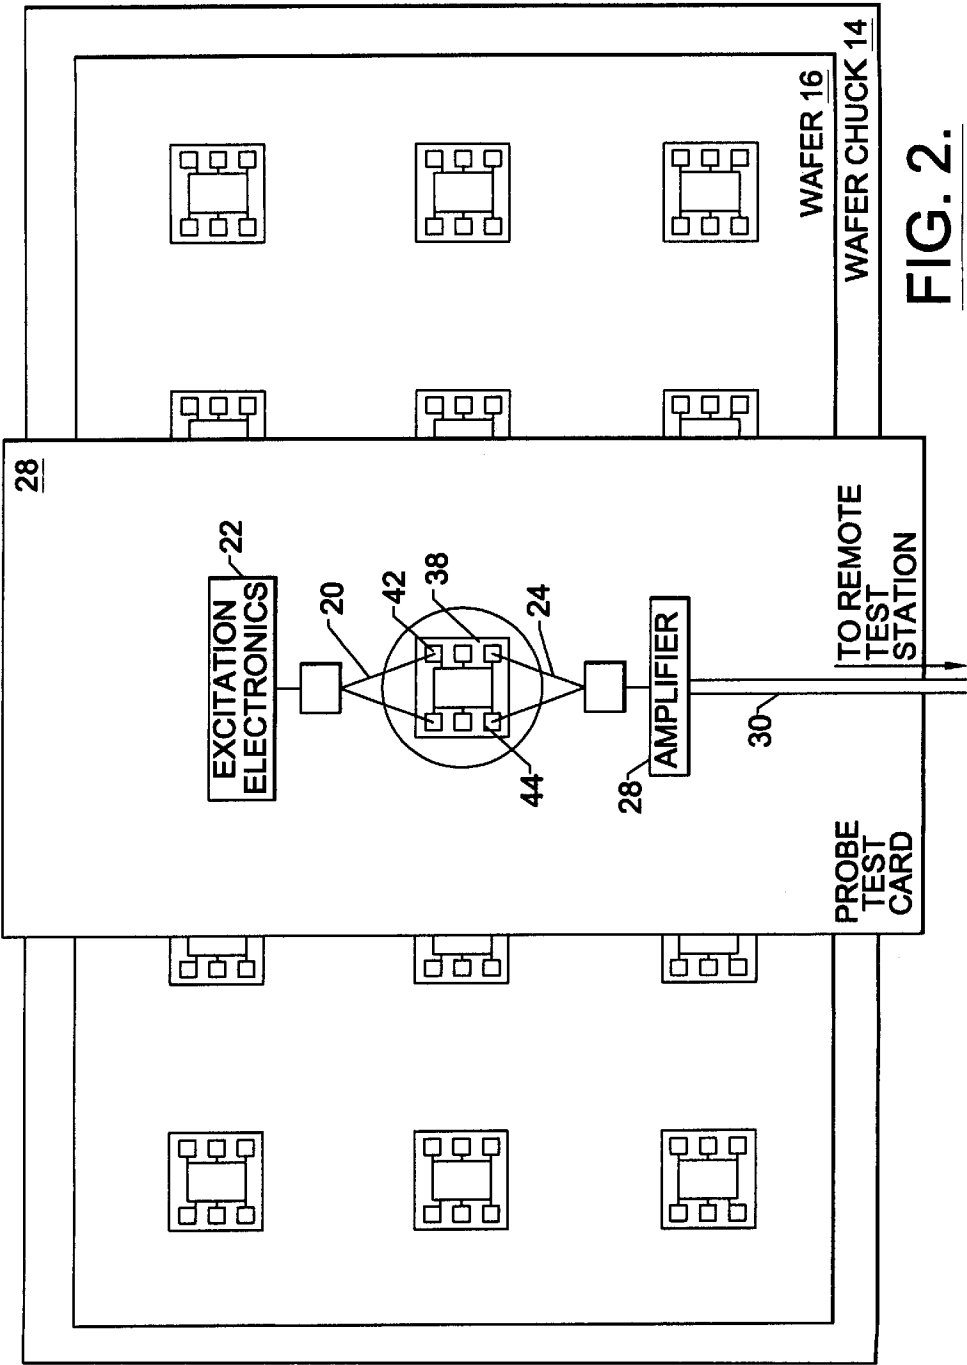 28
EXCITATION
ELECTRONICS
22
20
42
38
24
44
28
AMPLIFIER
30
TO REMOTE
TEST
STATION
PROBE
TEST
CARD
WAFER 16
WAFER CHUCK 14
FIG. 2.